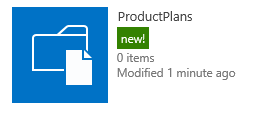 ProductPlans
new!
0 items
Modified 1 minute ago